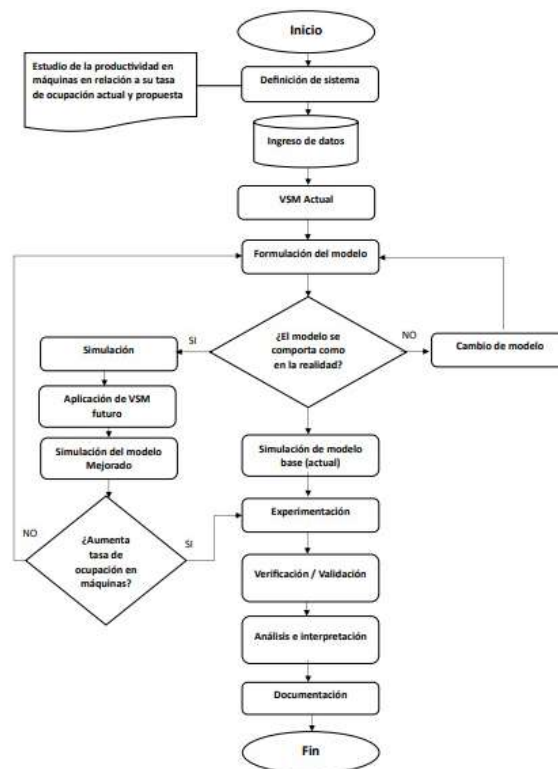 Inicio
Estudio de la productividad en
máquinas en relación a su tasa
de ocupación actual y propuesta
Definición de sistema
Ingreso de datos
VSM Actual
Formulación del modelo
¿El modelo se
comporta como
en la realidad?
SI
NO
Simulación
Cambio de modelo
Aplicación de VSM
futuro
Simulación del modelo
Mejorado
Simulación de modelo
base (actual)
¿Aumenta
tasa de
ocupación en
máquinas?
NO
SI
Experimentación
Verificación / Validación
Análisis e interpretación
Documentación
Fin